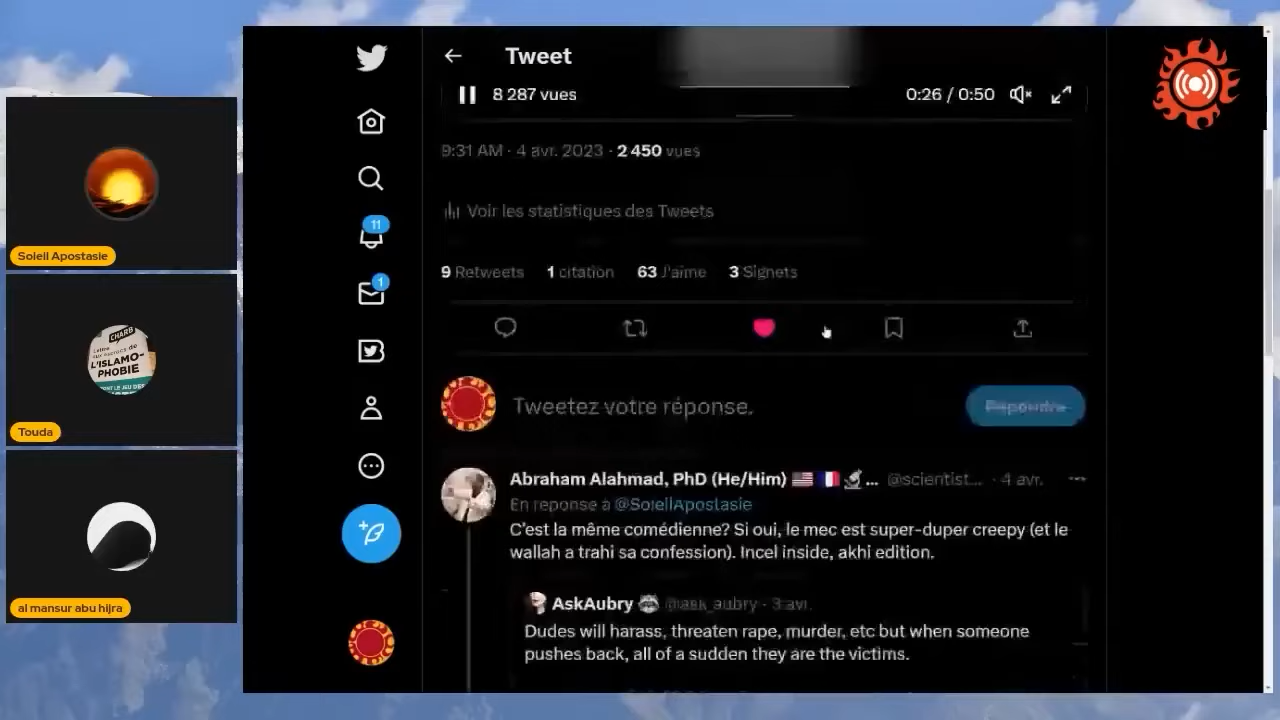 Tweet
8 287 vues
0:26 / 0:50
9:31 AM · 4 avr. 2023 · 2 450 vues
Voir les statistiques des Tweets
9 Retweets 1 citation 63 J'aime 3 Signets
11
1
Tweetez votre réponse.
Répondre
Abraham Alahmad, PhD (He/Him) 🇺🇸 🇫🇷 🔬 ... @scientist... · 4 avr.
En réponse à @SoleilApostasie
C'est la même comédienne? Si oui, le mec est super-duper creepy (et le
wallah a trahi sa confession). Incel inside, akhi edition.
AskAubry 🦝 @ask_aubry · 3 avr.
Dudes will harass, threaten rape, murder, etc but when someone
pushes back, all of a sudden they are the victims.
Soleil Apostasie
CHARB
L'ISLAMO-
PHOBIE
Touda
al mansur abu hijra